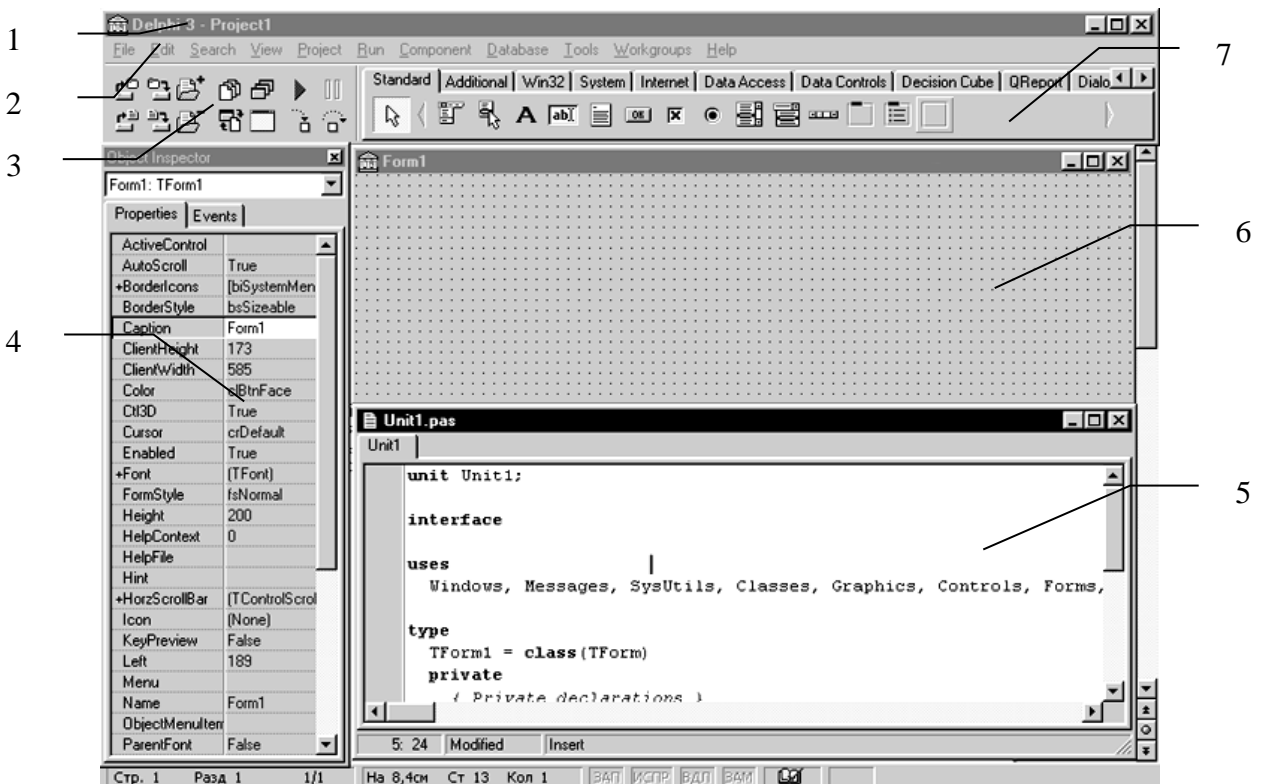 1
2
3
4
5
6
7
Delphi 3 - Project1
File Edit Search View Project Run Component Database Tools Workgroups Help
Standard Additional Win32 System Internet Data Access Data Controls Decision Cube QReport Dialo
A ab OK
Object Inspector
Form1: TForm1
Properties Events
ActiveControl
AutoScroll True
+BorderIcons [biSystemMen
BorderStyle bsSizeable
Caption Form1
ClientHeight 173
ClientWidth 585
Color clBtnFace
Ctl3D True
Cursor crDefault
Enabled True
+Font (TFont)
FormStyle fsNormal
Height 200
HelpContext 0
HelpFile
Hint
+HorzScrollBar (TControlScrol
Icon (None)
KeyPreview False
Left 189
Menu
Name Form1
ObjectMenuItem
ParentFont False
Form1
Unit1.pas
Unit1
unit Unit1;
interface
uses
Windows, Messages, SysUtils, Classes, Graphics, Controls, Forms,
type
TForm1 = class(TForm)
private
{ Private declarations }
5: 24 Modified Insert
Стр. 1 Разд 1 1/1 На 8,4см Ст 13 Кол 1 ЗАП ИСПР ВДЛ ЗАМ